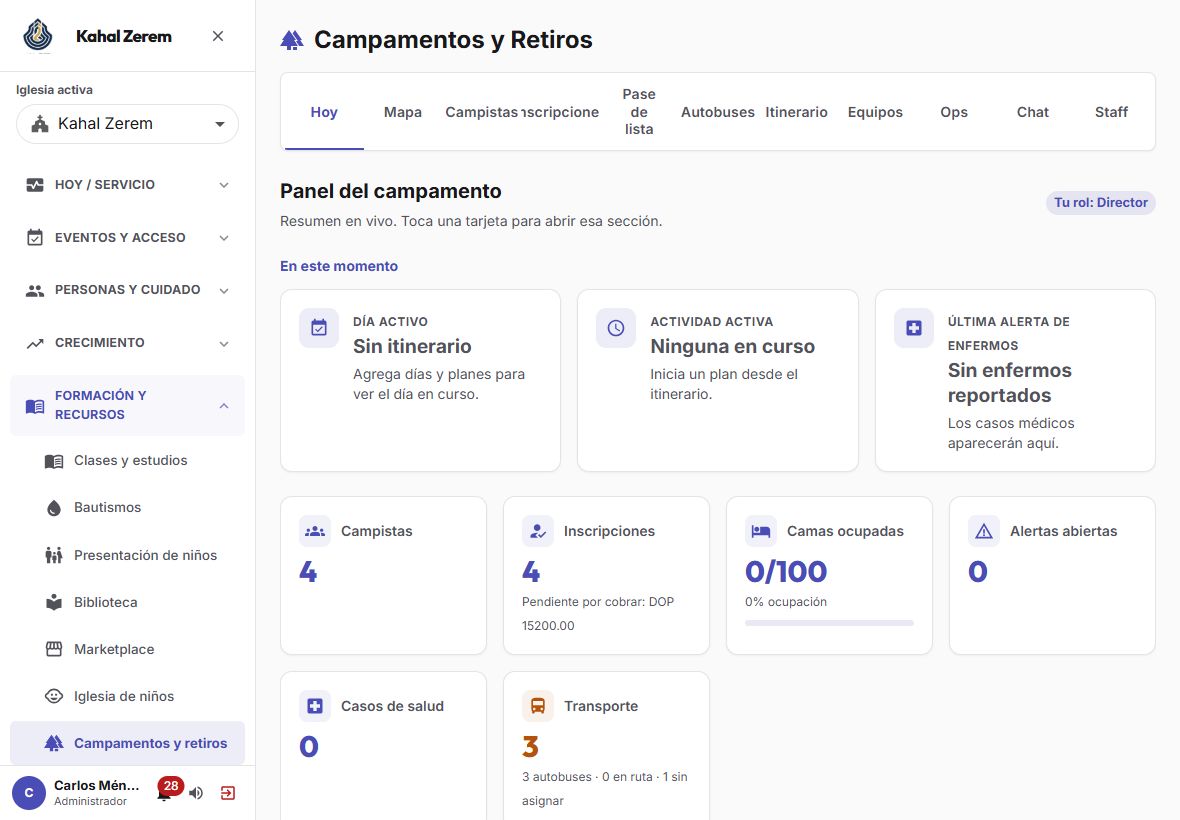 Kahal Zerem
Iglesia activa
Kahal Zerem
HOY / SERVICIO
EVENTOS Y ACCESO
PERSONAS Y CUIDADO
CRECIMIENTO
FORMACIÓN Y
RECURSOS
Clases y estudios
Bautismos
Presentación de niños
Biblioteca
Marketplace
Iglesia de niños
Campamentos y retiros
C
Carlos Mén...
Administrador
28
Campamentos y Retiros
Hoy
Mapa
Campistas
nscripcione
Pase
de
lista
Autobuses
Itinerario
Equipos
Ops
Chat
Staff
Panel del campamento
Resumen en vivo. Toca una tarjeta para abrir esa sección.
Tu rol: Director
En este momento
DÍA ACTIVO
Sin itinerario
Agrega días y planes para
ver el día en curso.
ACTIVIDAD ACTIVA
Ninguna en curso
Inicia un plan desde el
itinerario.
ÚLTIMA ALERTA DE
ENFERMOS
Sin enfermos
reportados
Los casos médicos
aparecerán aquí.
Campistas
4
Inscripciones
4
Pendiente por cobrar: DOP
15200.00
Camas ocupadas
0/100
0% ocupación
Alertas abiertas
0
Casos de salud
0
Transporte
3
3 autobuses · 0 en ruta · 1 sin
asignar